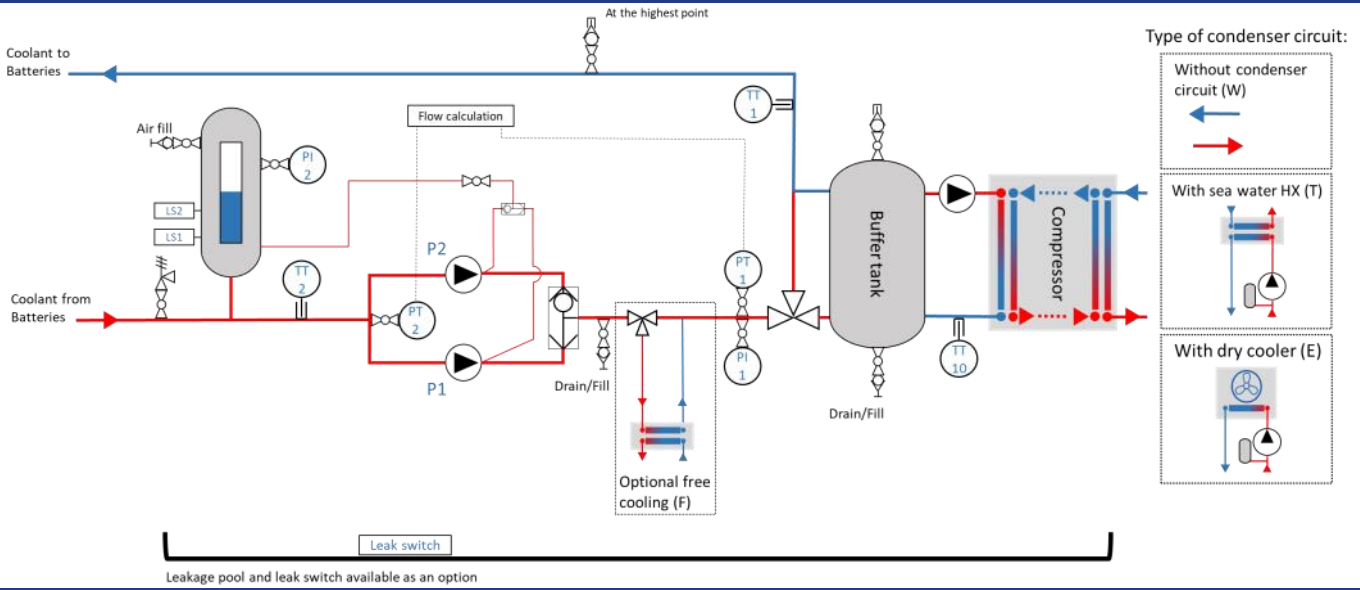 At the highest point
Type of condenser circuit:
Coolant to
Batteries
Without condenser
circuit (W)
TT
1
Flow calculation
Air fill
PI
2
LS2
LS1
With sea water HX (T)
Buffer tank
Compressor
P2
TT
2
PT
1
Coolant from
Batteries
PT
2
PI
1
TT
10
With dry cooler (E)
P1
Drain/Fill
Drain/Fill
Optional free
cooling (F)
Leak switch
Leakage pool and leak switch available as an option